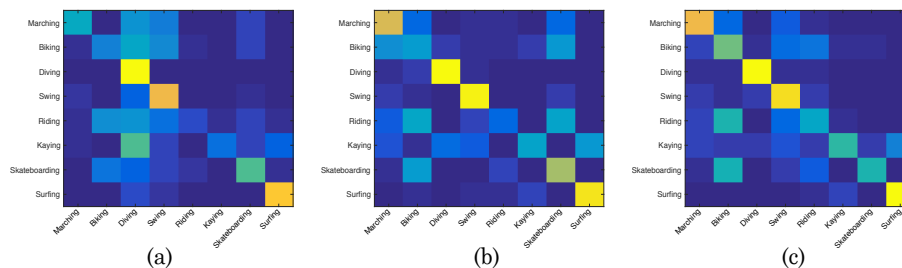 Marching
Biking
Diving
Swing
Riding
Kaying
Skateboarding
Surfing
Marching
Biking
Diving
Swing
Riding
Kaying
Skateboarding
Surfing
(a)
Marching
Biking
Diving
Swing
Riding
Kaying
Skateboarding
Surfing
Marching
Biking
Diving
Swing
Riding
Kaying
Skateboarding
Surfing
(b)
Marching
Biking
Diving
Swing
Riding
Kaying
Skateboarding
Surfing
Marching
Biking
Diving
Swing
Riding
Kaying
Skateboarding
Surfing
(c)